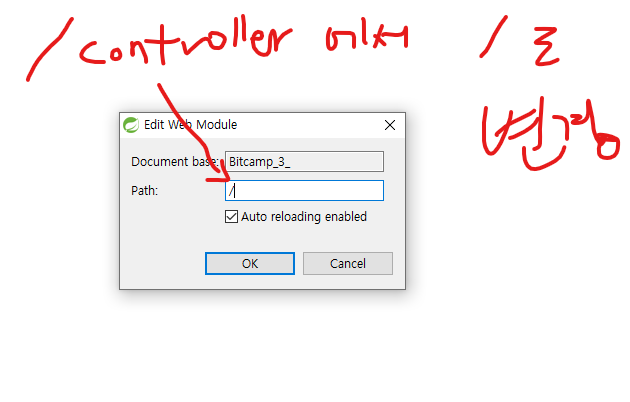 /controller 에서 /로
변경
Edit Web Module
Document base: Bitcamp_3_
Path: /
Auto reloading enabled
OK Cancel